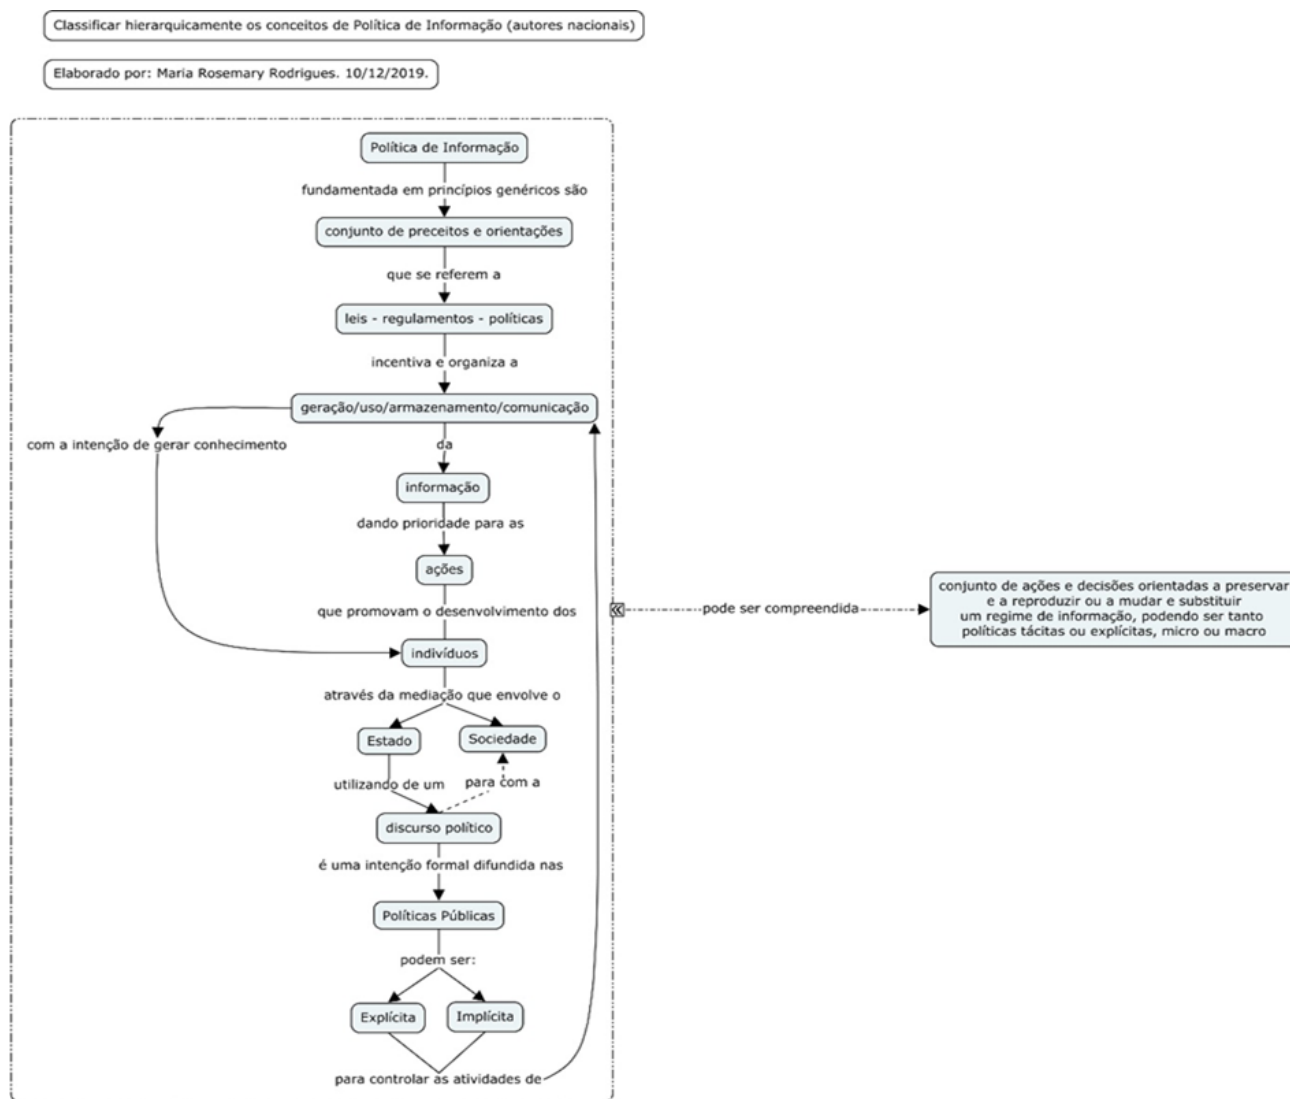 Classificar hierarquicamente os conceitos de Política de Informação (autores nacionais)
Elaborado por: Maria Rosemary Rodrigues. 10/12/2019.
Política de Informação
fundamentada em princípios genéricos são
conjunto de preceitos e orientações
que se referem a
leis - regulamentos - políticas
incentiva e organiza a
geração/uso/armazenamento/comunicação
com a intenção de gerar conhecimento
da
informação
dando prioridade para as
ações
que promovam o desenvolvimento dos
indivíduos
através da mediação que envolve o
Estado
Sociedade
utilizando de um
para com a
discurso político
é uma intenção formal difundida nas
Políticas Públicas
podem ser:
Explícita
Implícita
para controlar as atividades de
pode ser compreendida
conjunto de ações e decisões orientadas a preservar
e a reproduzir ou a mudar e substituir
um regime de informação, podendo ser tanto
políticas tácitas ou explícitas, micro ou macro